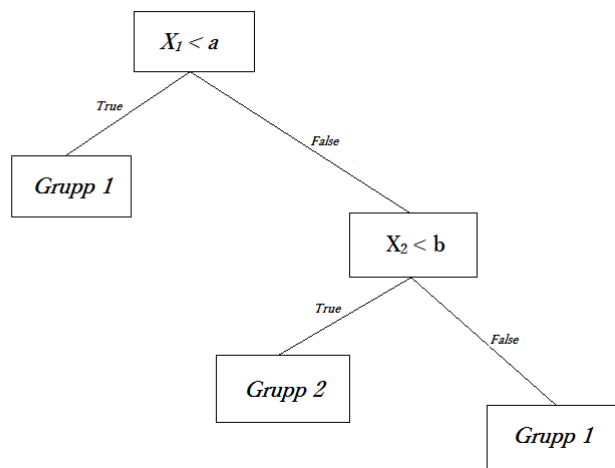 X₁ < a
True
False
Grupp 1
X₂ < b
True
False
Grupp 2
Grupp 1